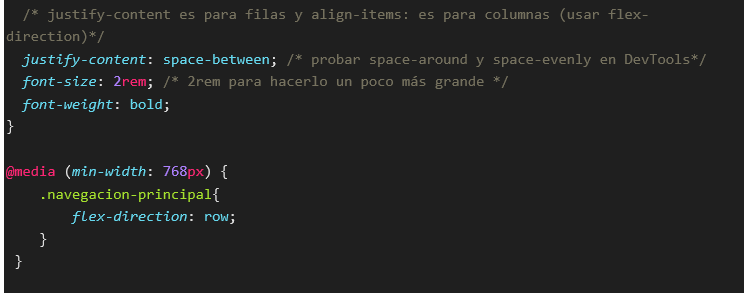 /* justify-content es para filas y align-items: es para columnas (usar flex-
direction)*/
justify-content: space-between; /* probar space-around y space-evenly en DevTools*/
font-size: 2rem; /* 2rem para hacerlo un poco más grande */
font-weight: bold;
}
@media (min-width: 768px) {
.navegacion-principal{
flex-direction: row;
}
}